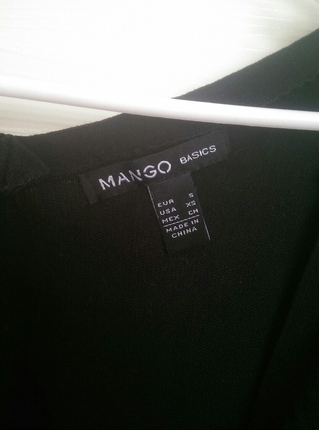 MANGO BASICS
EUR S
USA XS
MEX CH
MADE IN
CHINA